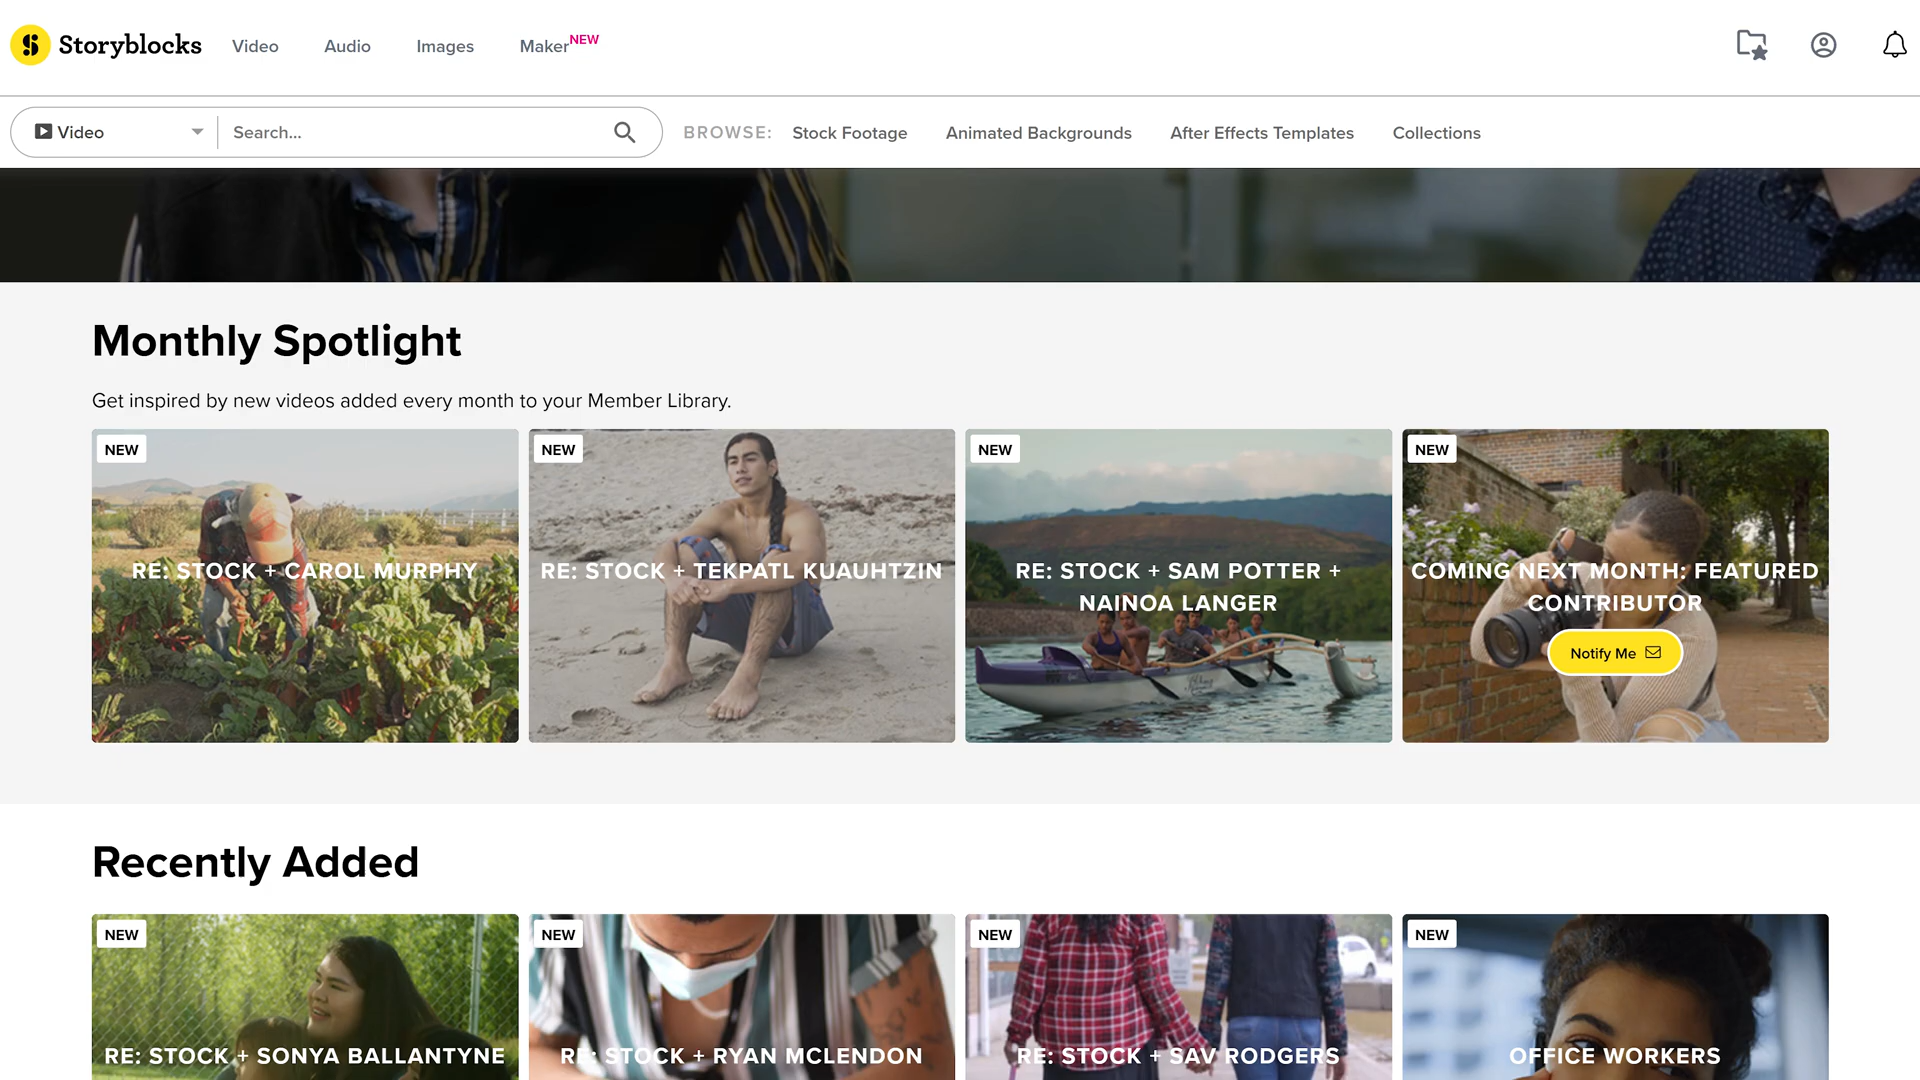 Storyblocks
Video Audio Images Maker NEW
Video Search... BROWSE: Stock Footage Animated Backgrounds After Effects Templates Collections
Monthly Spotlight
Get inspired by new videos added every month to your Member Library.
NEW
RE: STOCK + CAROL MURPHY
NEW
RE: STOCK + TEKPATL KUAUHTZIN
NEW
RE: STOCK + SAM POTTER +
NAINOA LANGER
NEW
COMING NEXT MONTH: FEATURED
CONTRIBUTOR
Notify Me
Recently Added
NEW
RE: STOCK + SONYA BALLANTYNE
NEW
RE: STOCK + RYAN MCLENDON
NEW
RE: STOCK + SAV RODGERS
NEW
OFFICE WORKERS